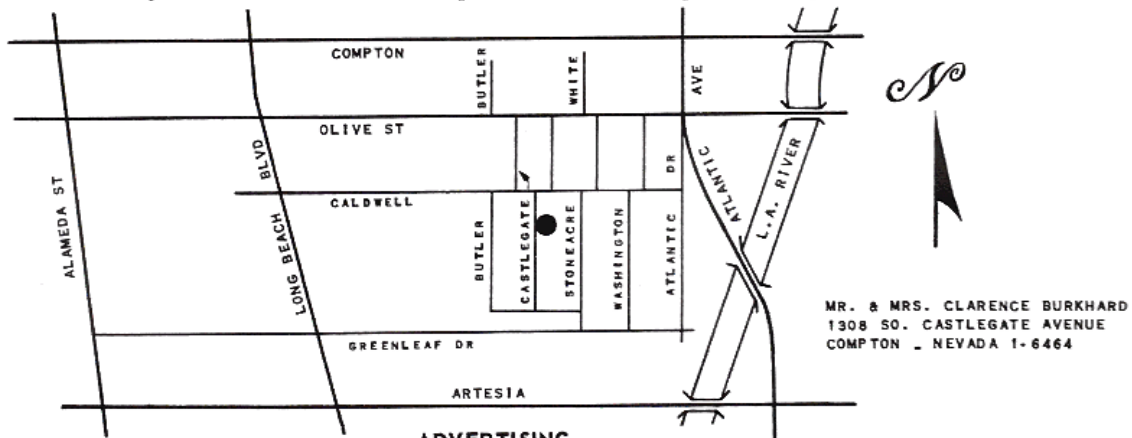 COMPTON
BUTLER
WHITE
AVE
N
OLIVE ST
BLVD
DR
ATLANTIC
L.A. RIVER
ALAMEDA ST
CALDWELL
LONG BEACH
BUTLER
CASTLEGATE
STONEACRE
WASHINGTON
ATLANTIC
MR. & MRS. CLARENCE BURKHARD
1308 SO. CASTLEGATE AVENUE
COMPTON - NEVADA 1-6464
GREENLEAF DR
ARTESIA
ADVERTISING